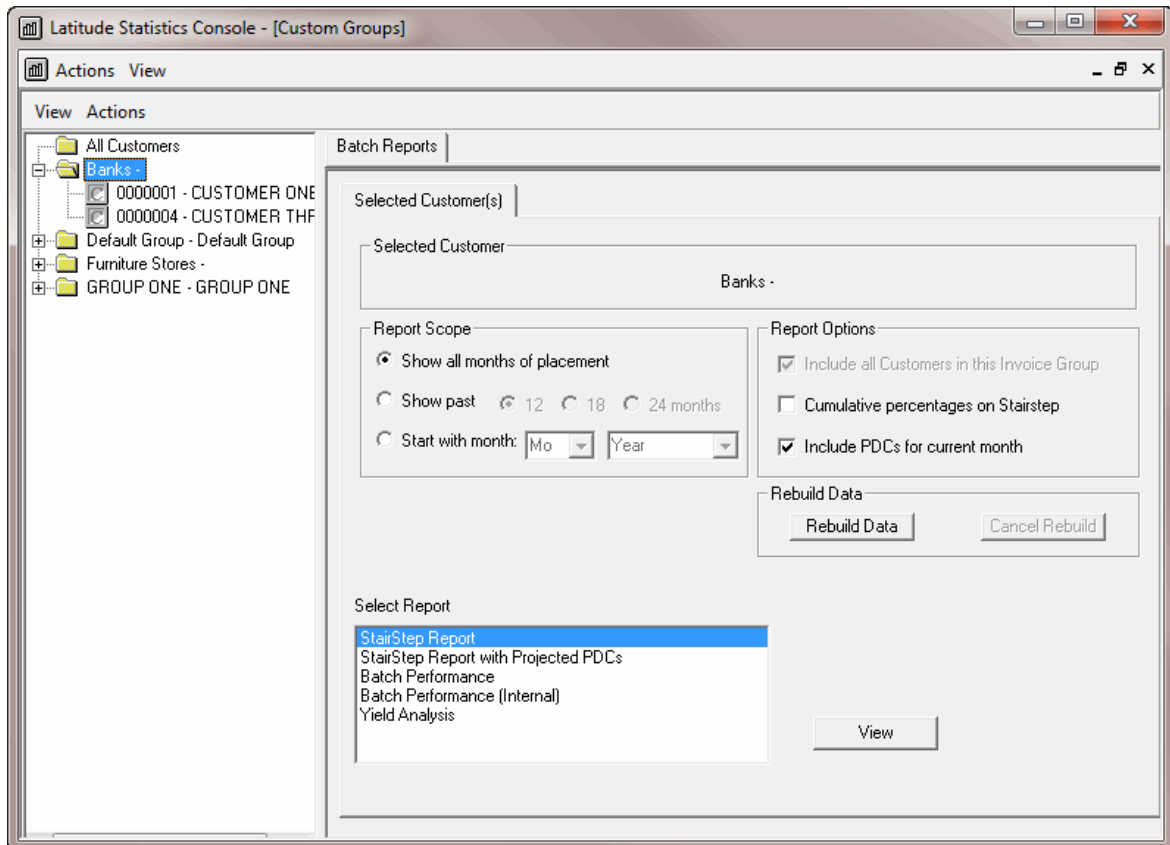 Latitude Statistics Console - [Custom Groups]
Actions View
View Actions
All Customers
Banks -
0000001 - CUSTOMER ONE
0000004 - CUSTOMER THF
Default Group - Default Group
Furniture Stores -
GROUP ONE - GROUP ONE
Batch Reports
Selected Customer(s)
Selected Customer
Banks -
Report Scope
Show all months of placement
Show past 12 18 24 months
Start with month: Mo Year
Report Options
Include all Customers in this Invoice Group
Cumulative percentages on Stairstep
Include PDCs for current month
Rebuild Data
Rebuild Data Cancel Rebuild
Select Report
StairStep Report
StairStep Report with Projected PDCs
Batch Performance
Batch Performance (Internal)
Yield Analysis
View